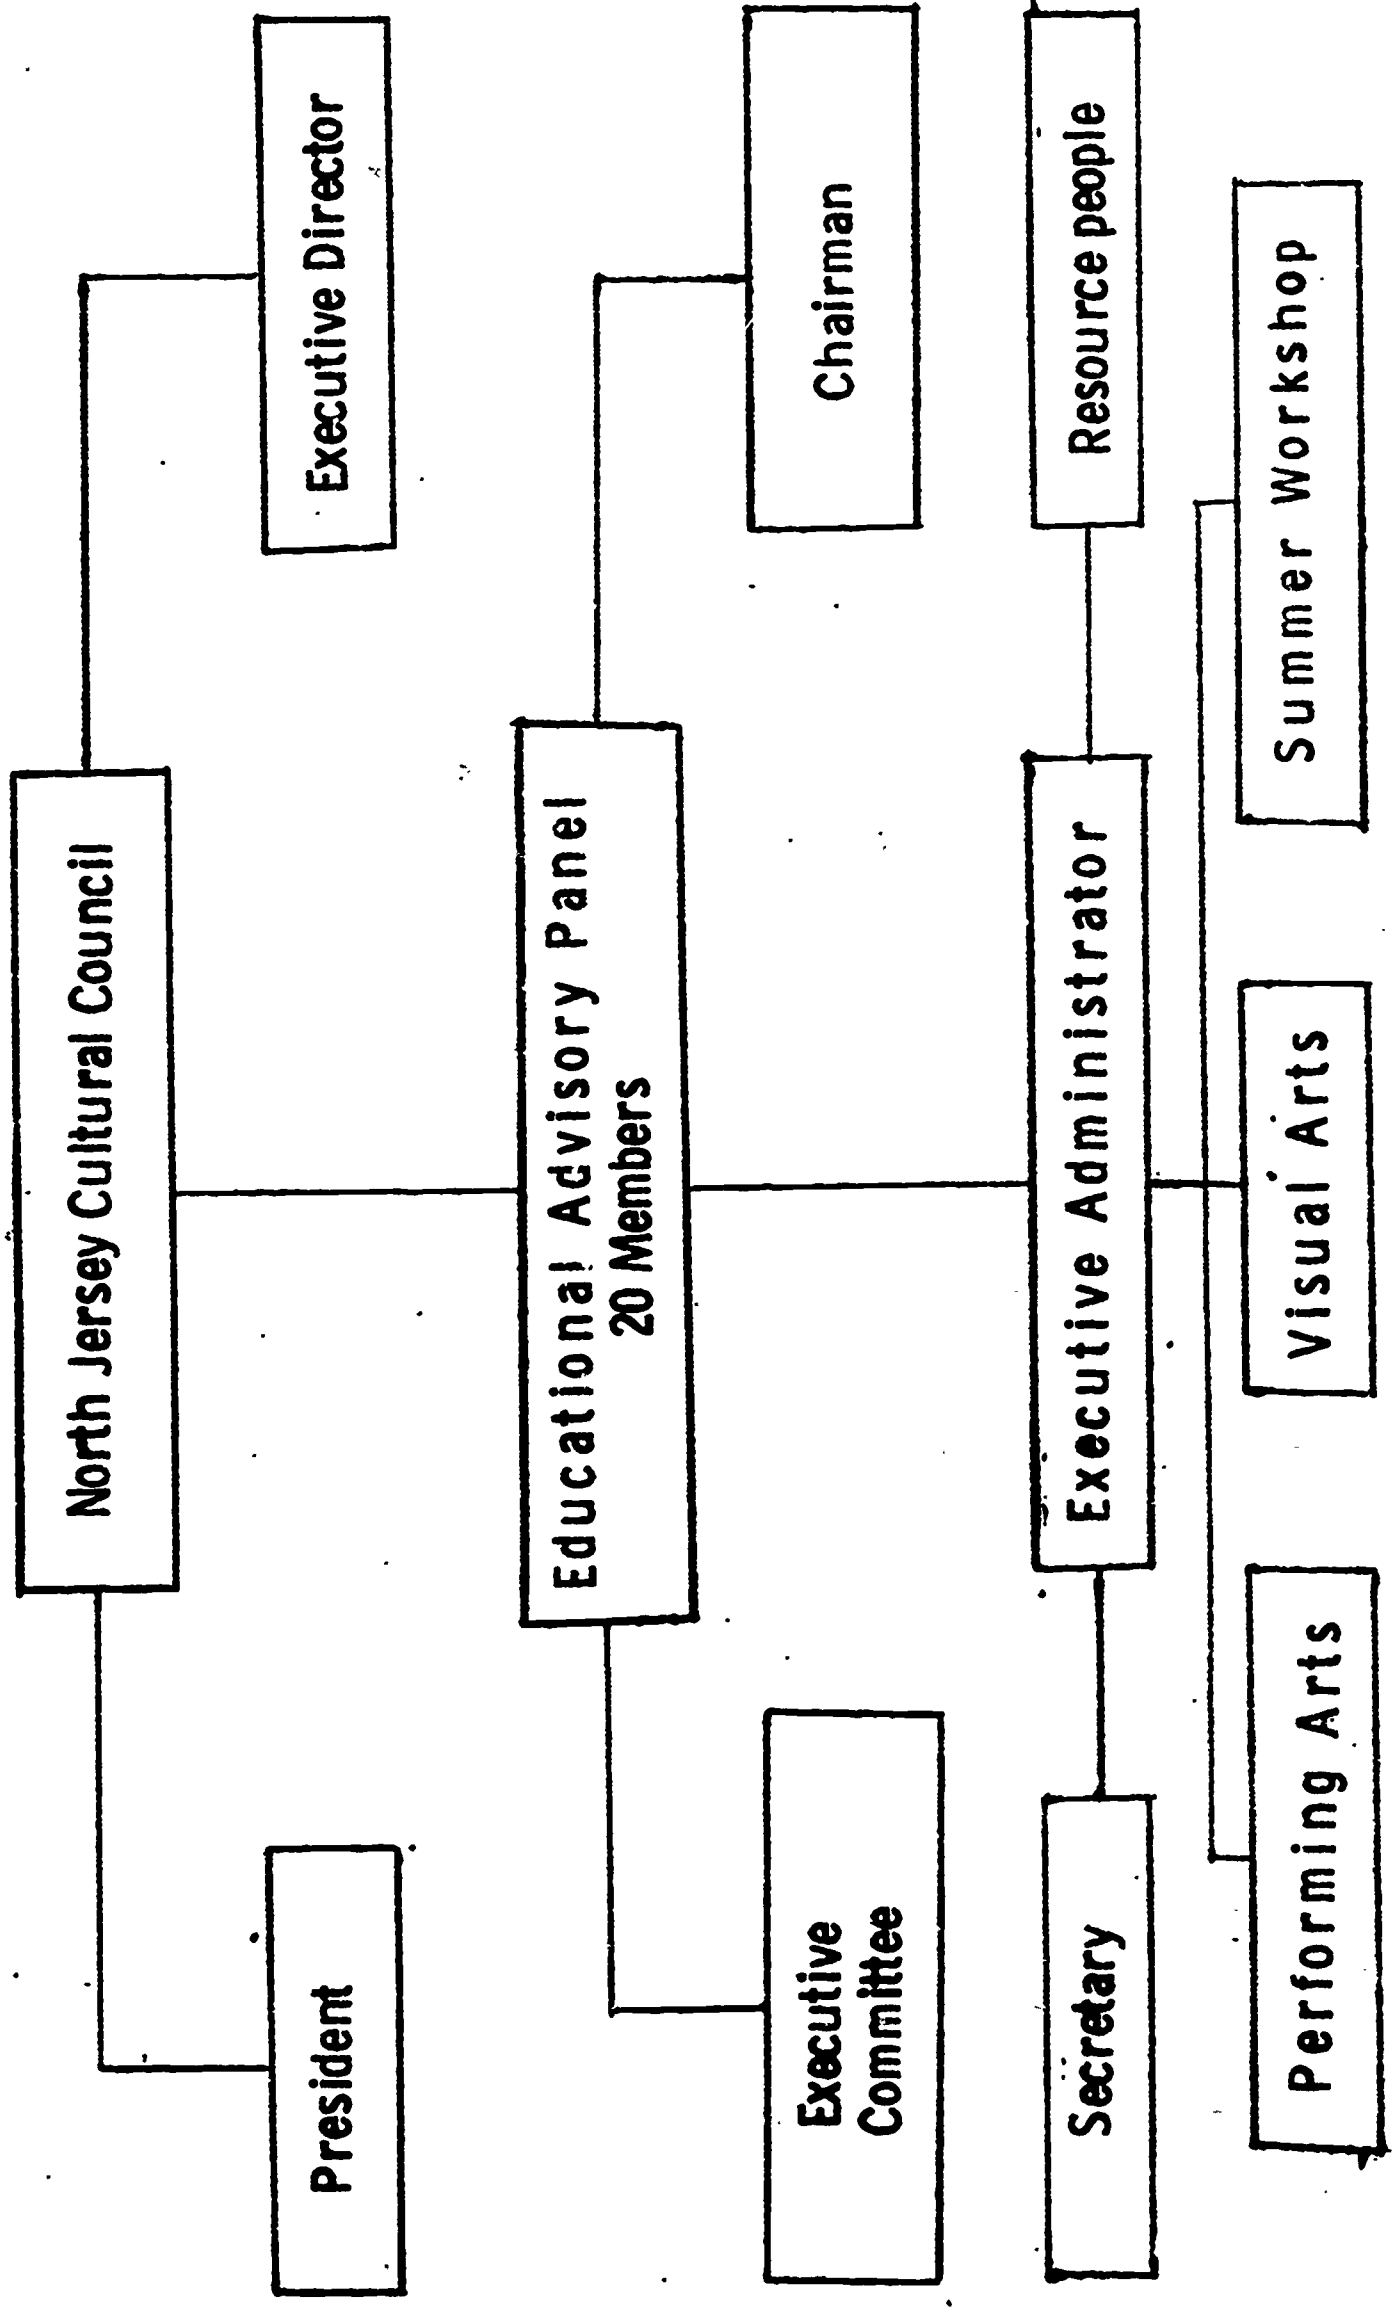 North Jersey Cultural Council
President
Executive Director
Educational Advisory Panel
20 Members
Executive
Committee
Chairman
Secretary
Executive Administrator
Resource people
Performing Arts
Visual Arts
Summer Workshop